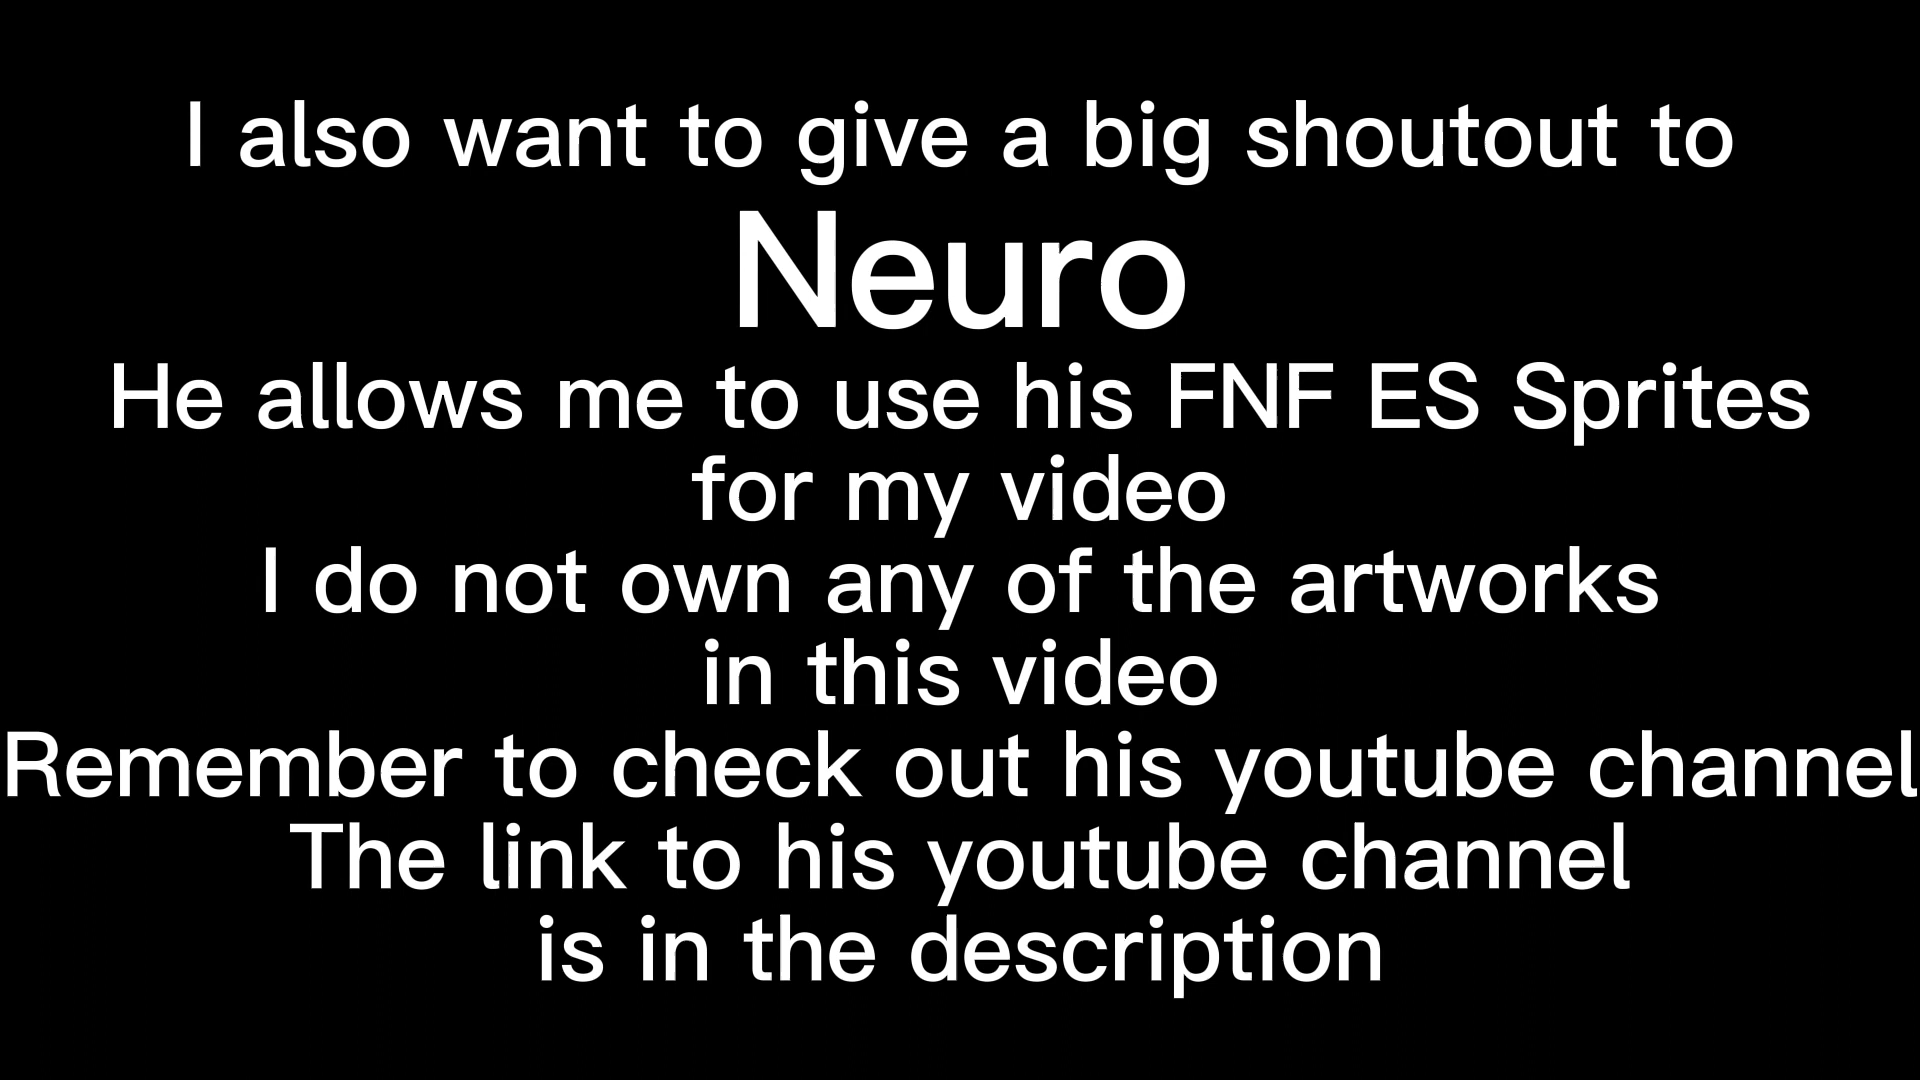 I also want to give a big shoutout to
Neuro
He allows me to use his FNF ES Sprites
for my video
I do not own any of the artworks
in this video
Remember to check out his youtube channel
The link to his youtube channel
is in the description